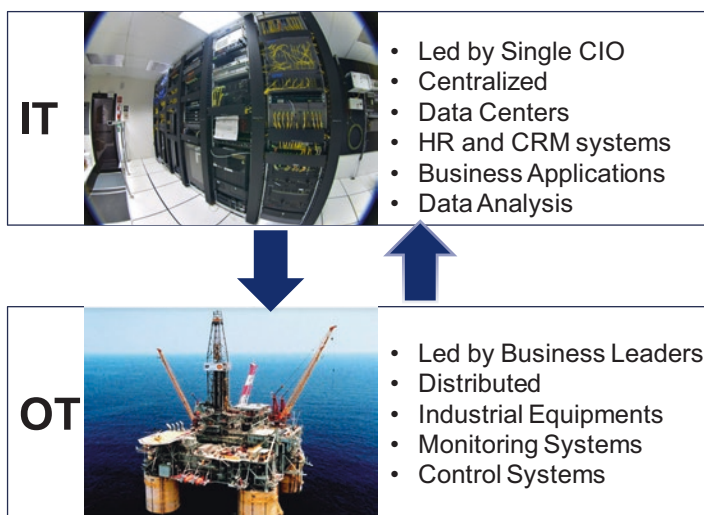 IT
• Led by Single CIO
• Centralized
• Data Centers
• HR and CRM systems
• Business Applications
• Data Analysis
OT
• Led by Business Leaders
• Distributed
• Industrial Equipments
• Monitoring Systems
• Control Systems